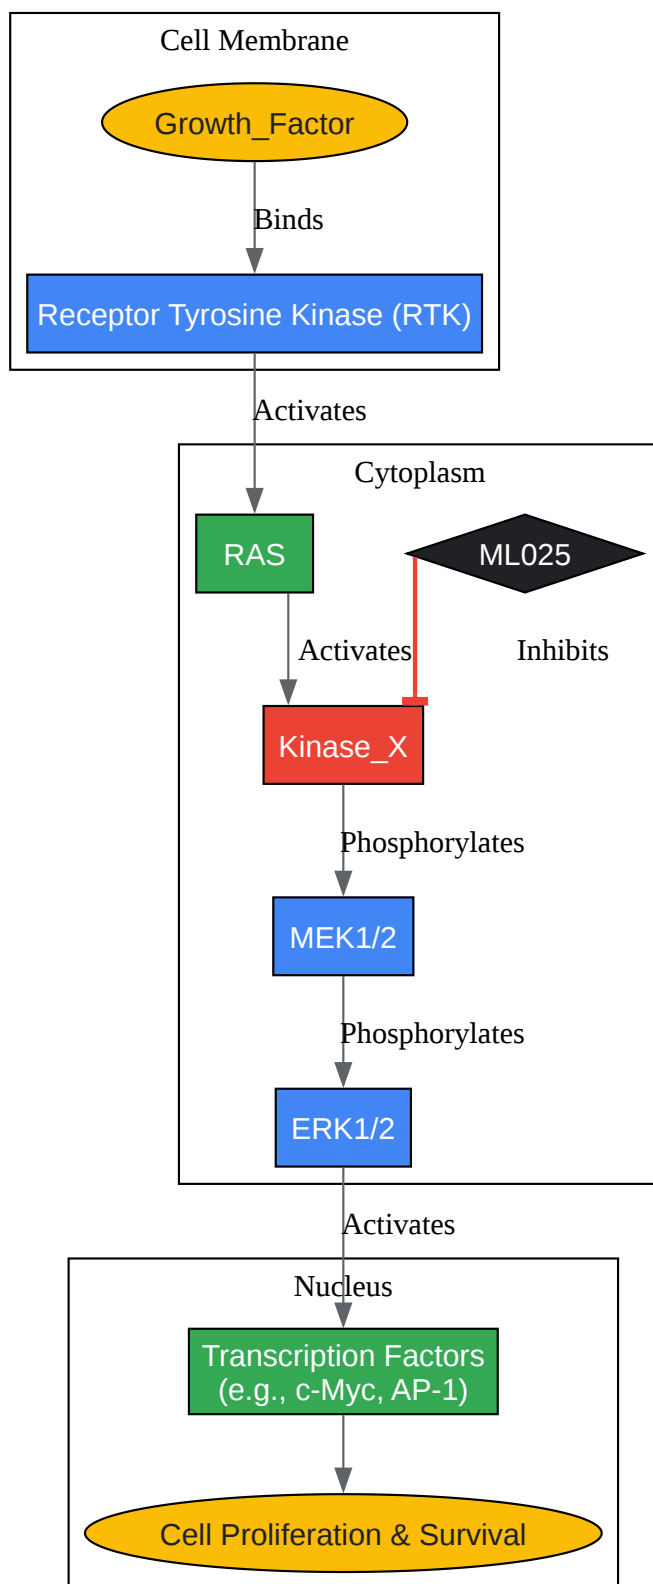 Cell Membrane
Growth_Factor
Binds
Receptor Tyrosine Kinase (RTK)
Activates
Cytoplasm
RAS
ML025
Activates
Inhibits
Kinase_X
Phosphorylates
MEK1/2
Phosphorylates
ERK1/2
Activates
Nucleus
Transcription Factors
(e.g., c-Myc, AP-1)
Cell Proliferation & Survival